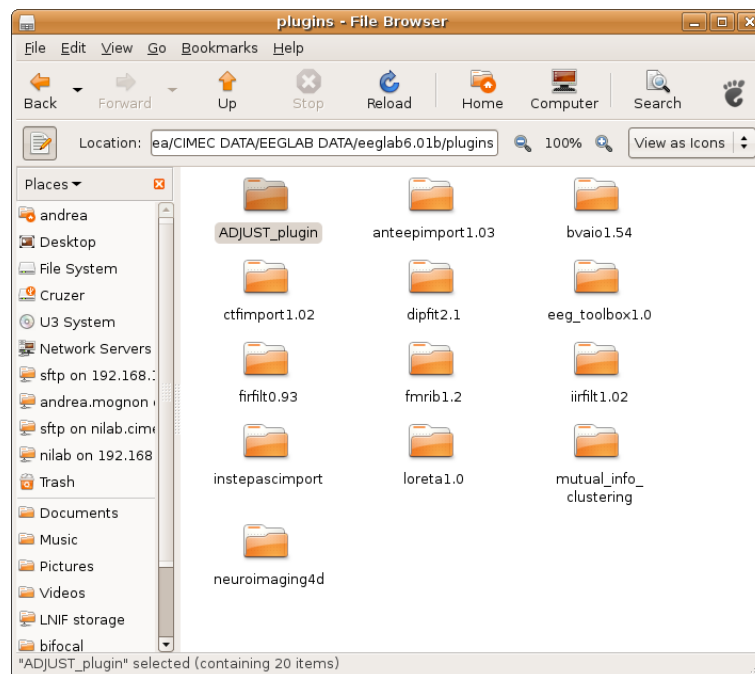 plugins - File Browser
File Edit View Go Bookmarks Help
Back Forward Up Stop Reload Home Computer Search
Location: ea/CIMEC DATA/EEGLAB DATA/eeglab6.01b/plugins 100% View as Icons
Places
andrea
Desktop
File System
Cruzer
U3 System
Network Servers
sftp on 192.168.
andrea.mognon
sftp on nilab.cime
nilab on 192.168
Trash
Documents
Music
Pictures
Videos
LNIF storage
bifocal
ADJUST_plugin anteepimport1.03 bvaio1.54
ctfimport1.02 dipfit2.1 eeg_toolbox1.0
firfilt0.93 fmrib1.2 iirfilt1.02
instepascimport loreta1.0 mutual_info_
clustering
neuroimaging4d
"ADJUST_plugin" selected (containing 20 items)